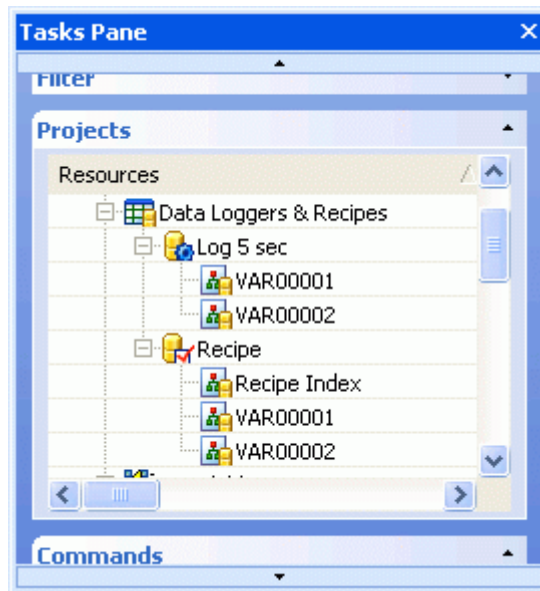 Tasks Pane
Filter
Projects
Resources
Data Loggers & Recipes
Log 5 sec
VAR00001
VAR00002
Recipe
Recipe Index
VAR00001
VAR00002
Commands